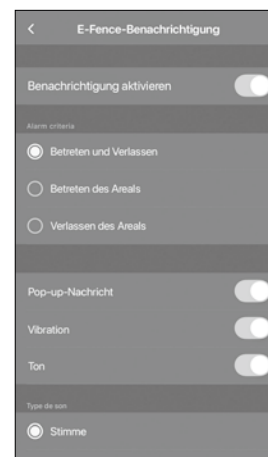 E-Fence-Benachrichtigung
Benachrichtigung aktivieren
Alarm criteria
Betreten und Verlassen
Betreten des Areals
Verlassen des Areals
Pop-up-Nachricht
Vibration
Ton
Type de son
Stimme